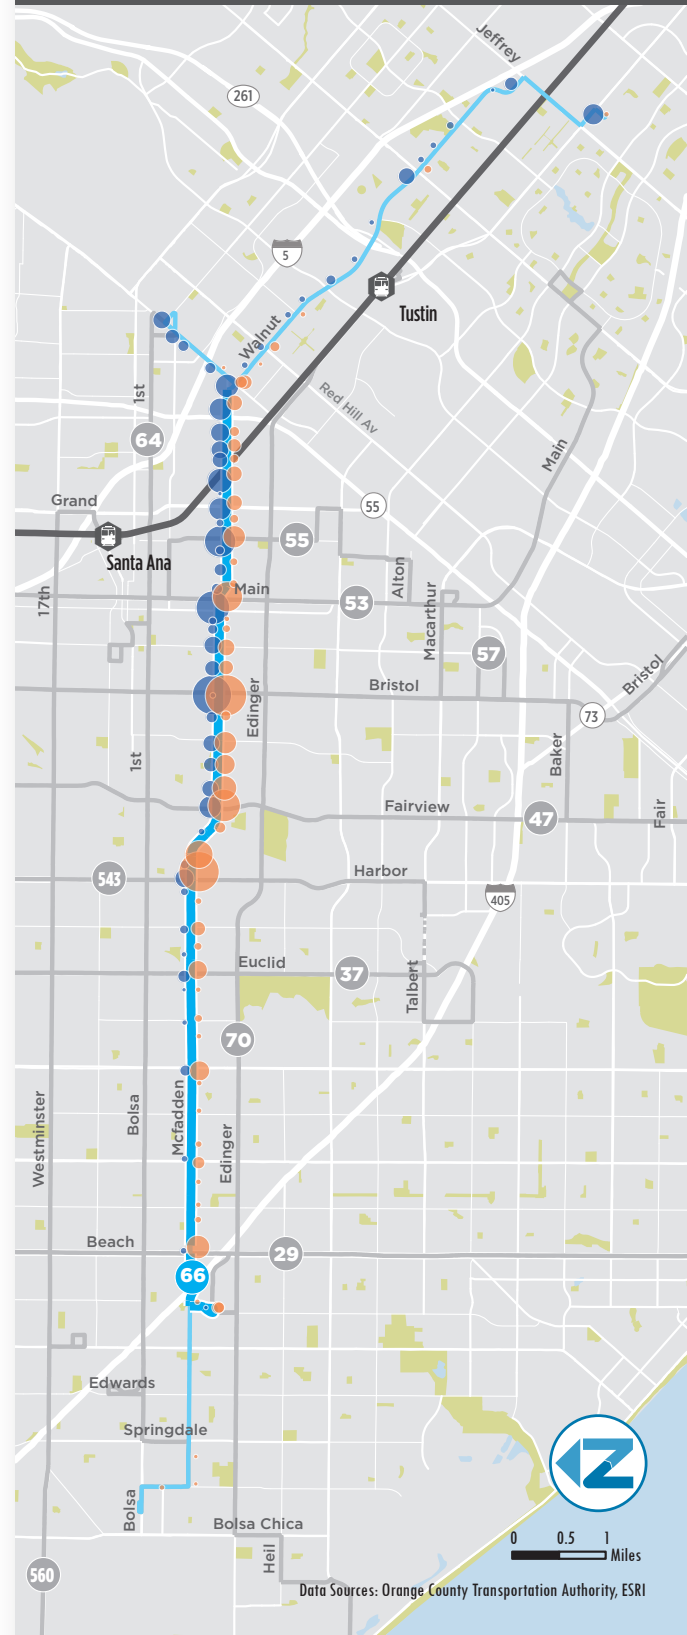 Jeffrey
261
5
Tustin
Walnut
Red Hill Av
1st
64
Main
Grand
55
55
Santa Ana
Alton
17th
Main
53
Macarthur
57
Bristol
Bristol
Edinger
73
1st
Baker
Fairview
47
Fair
543
Harbor
405
Euclid
37
Talbert
70
Westminster
Bolsa
Mcfadden
Edinger
Beach
29
66
Edwards
Springdale
Z
Bolsa
Bolsa Chica
0 0.5 1
Miles
Heil
560
Data Sources: Orange County Transportation Authority, ESRI